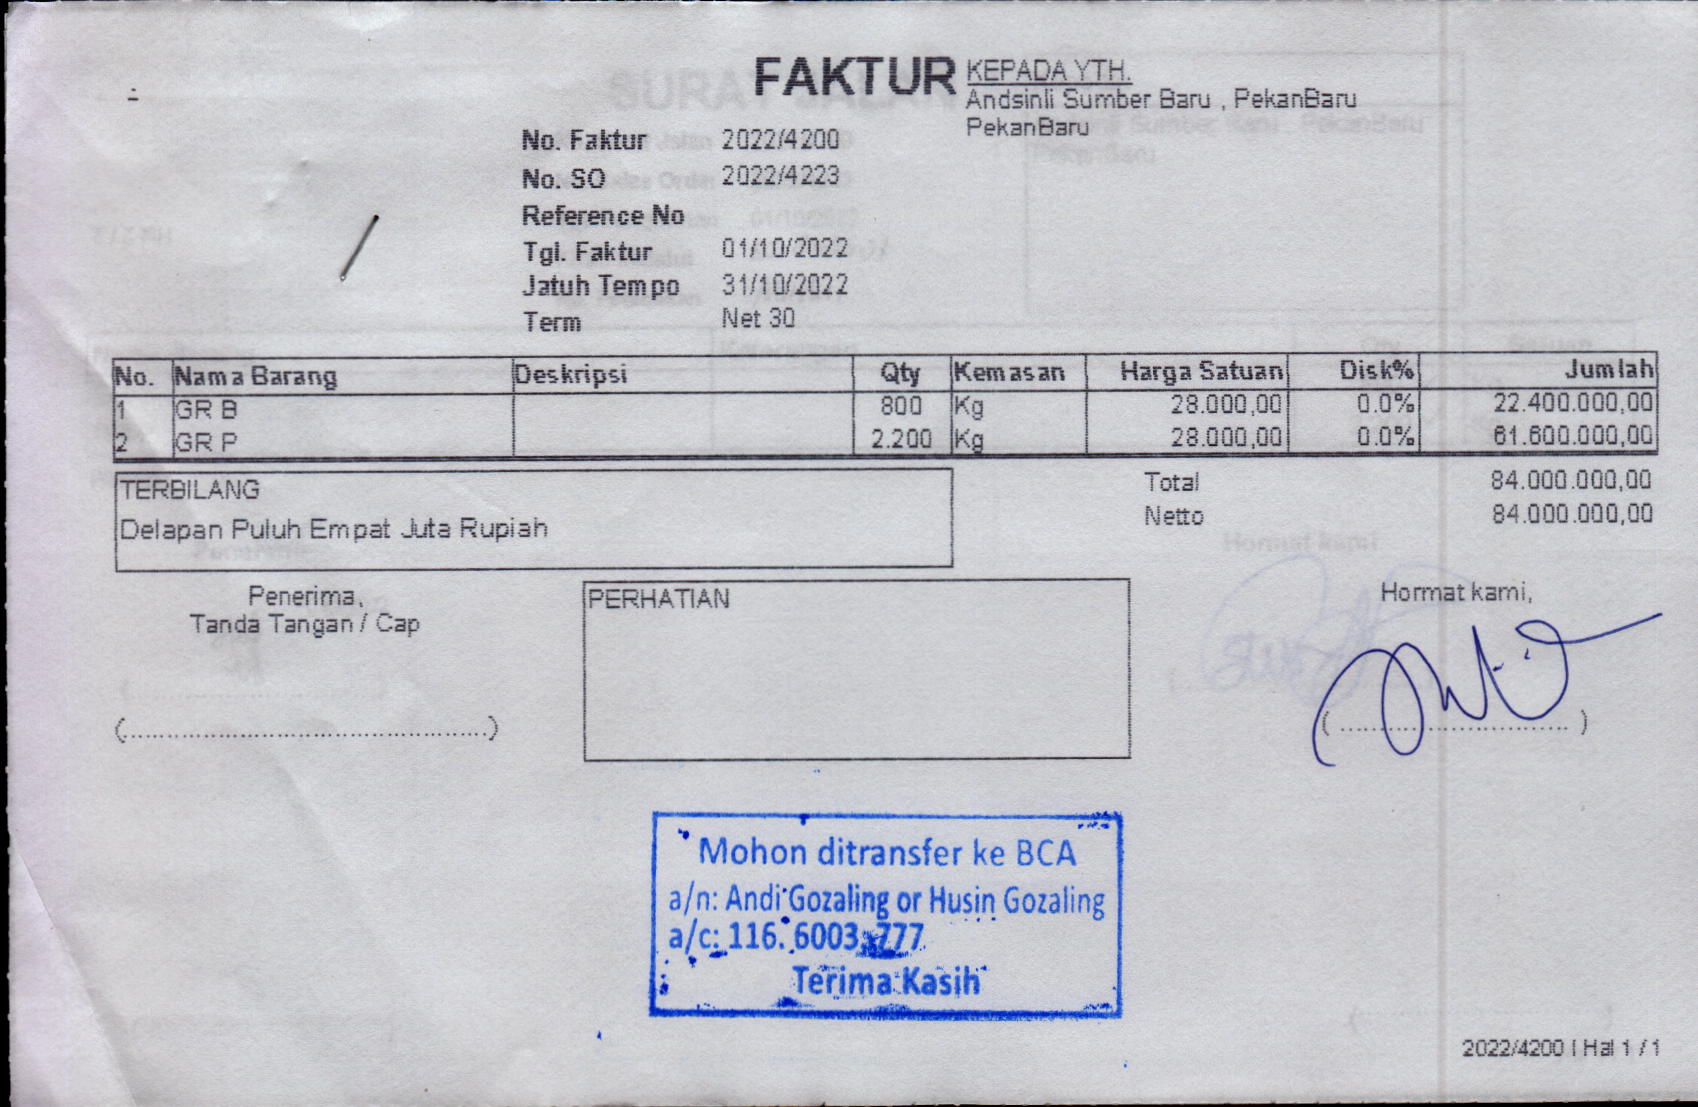 FAKTUR
KEPADA YTH.
Andsinli Sumber Baru , PekanBaru
PekanBaru
No. Faktur 2022/4200
No. SO 2022/4223
Reference No
Tgl. Faktur 01/10/2022
Jatuh Tempo 31/10/2022
Term Net 30
No. Nama Barang Deskripsi Qty Kemasan Harga Satuan Disk% Jumlah
1 GR B 800 Kg 28.000,00 0.0% 22.400.000,00
2 GR P 2.200 Kg 28.000,00 0.0% 61.600.000,00
TERBILANG
Delapan Puluh Empat Juta Rupiah
Total 84.000.000,00
Netto 84.000.000,00
Penerima,
Tanda Tangan / Cap
PERHATIAN
Hormat kami,
Mohon ditransfer ke BCA
a/n: Andi Gozaling or Husin Gozaling
a/c: 116. 6003. 777
Terima Kasih
2022/4200 | Hal 1 / 1